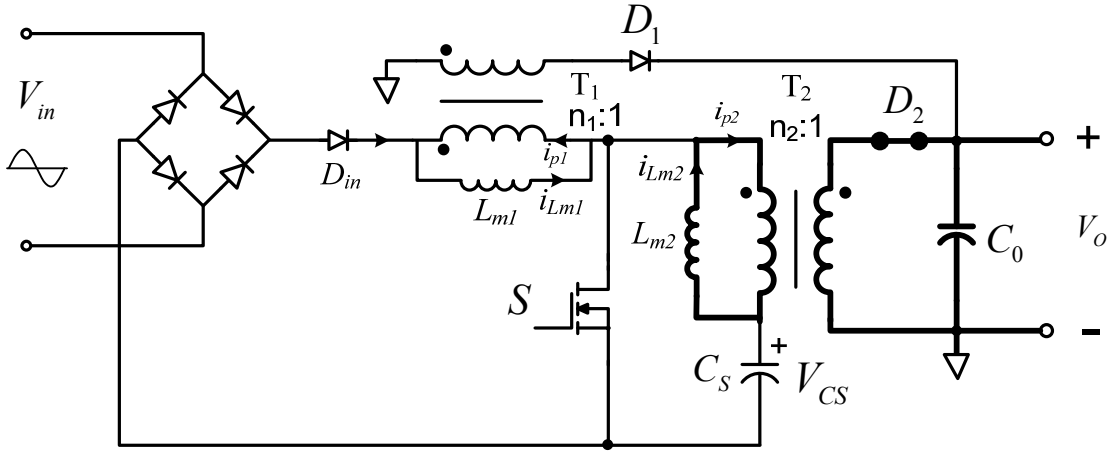 D1
Vin
T1
n1:1
T2
n2:1
D2
+
ip2
ip1
Din
Lm1
iLm1
iLm2
Lm2
C0
VO
S
+
CS
VCS
-